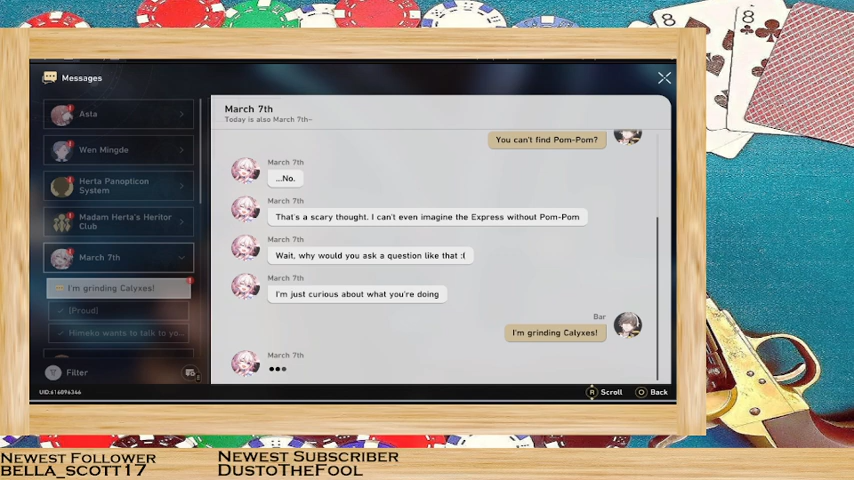 Messages
Asta
Wen Mingde
Herta Panopticon
System
Madam Herta's Heritor
Club
March 7th
I'm grinding Calyxes!
[Proud]
Himeko wants to talk to yo...
Filter
UID:616096346
March 7th
Today is also March 7th~
You can't find Pom-Pom?
March 7th
...No.
March 7th
That's a scary thought. I can't even imagine the Express without Pom-Pom
March 7th
Wait, why would you ask a question like that :(
March 7th
I'm just curious about what you're doing
Bar
I'm grinding Calyxes!
March 7th
R Scroll
Back
8 8
Newest Follower
bella_scott17
Newest Subscriber
DustoTheFool